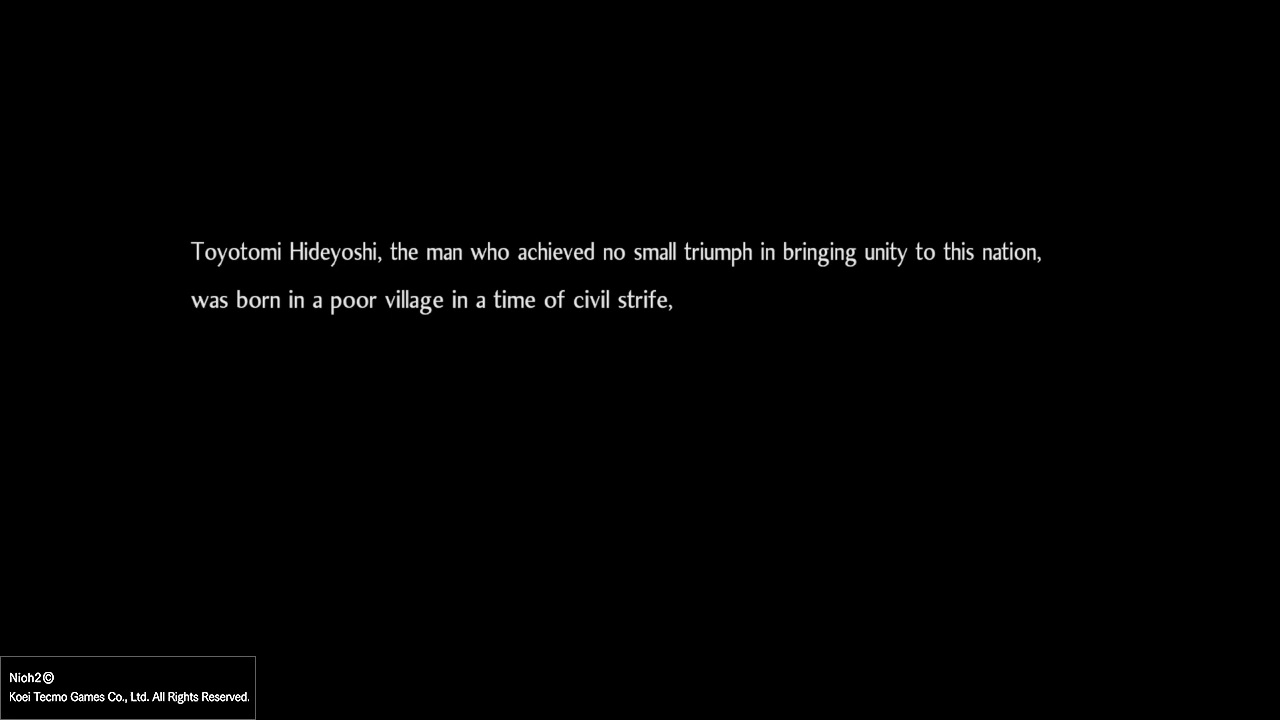 Toyotomi Hideyoshi, the man who achieved no small triumph in bringing unity to this nation,
was born in a poor village in a time of civil strife,
Nioh2©
Koei Tecmo Games Co., Ltd. All Rights Reserved.